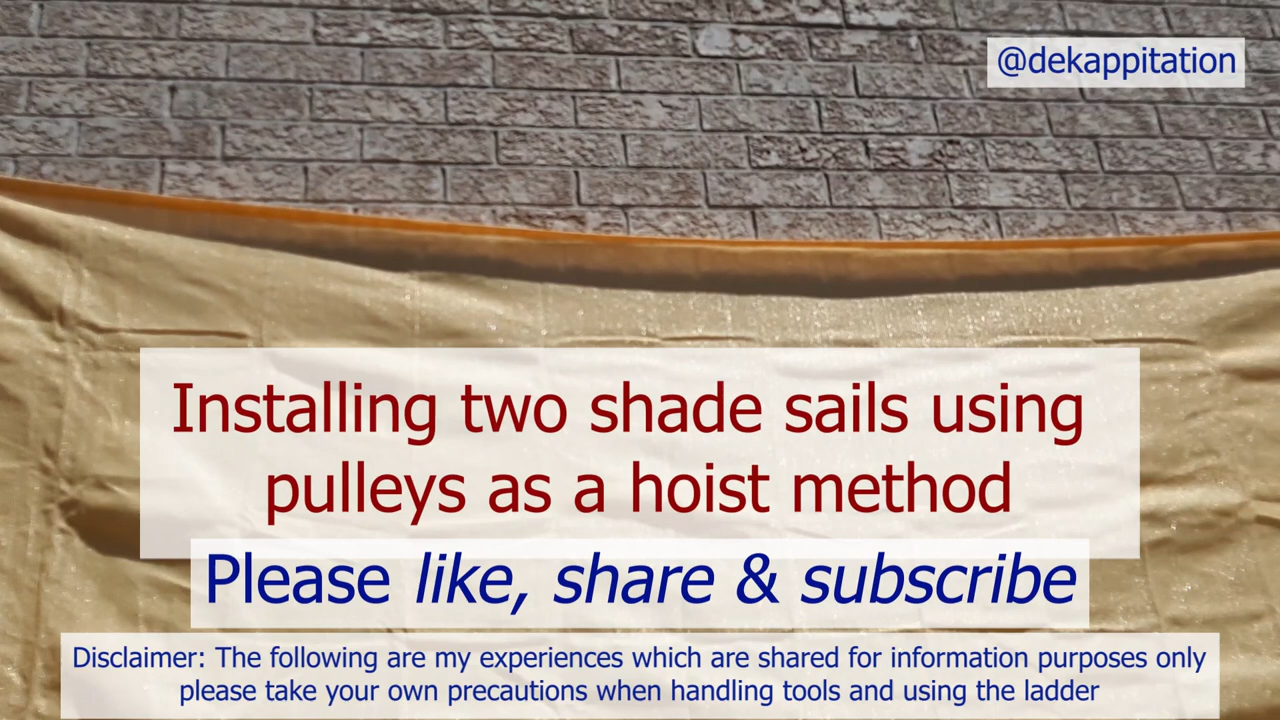 @dekappitation
Installing two shade sails using
pulleys as a hoist method
Please like, share & subscribe
Disclaimer: The following are my experiences which are shared for information purposes only
please take your own precautions when handling tools and using the ladder